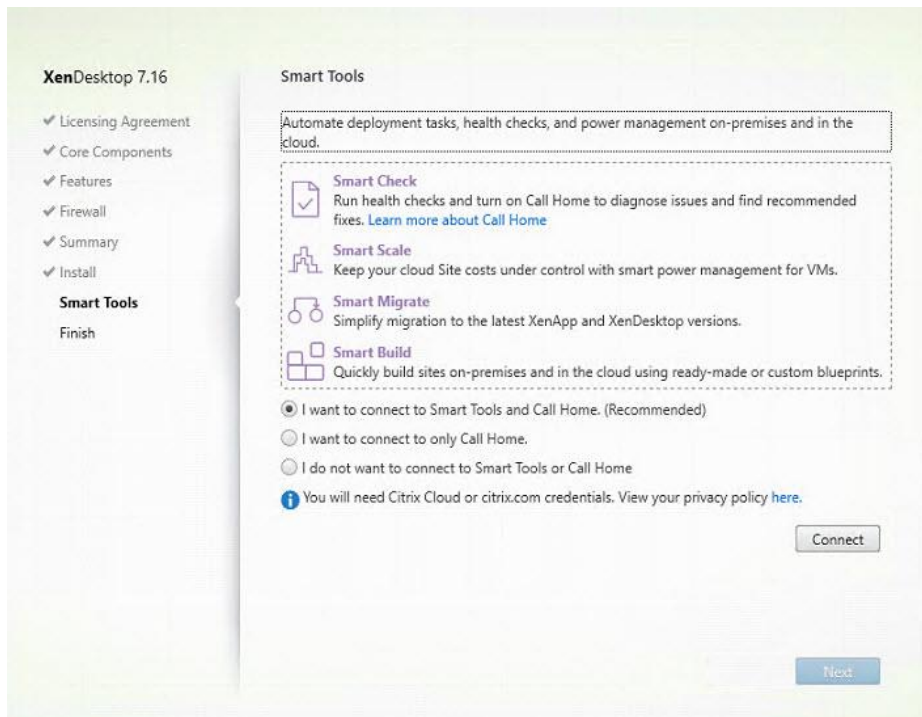 XenDesktop 7.16
Licensing Agreement
Core Components
Features
Firewall
Summary
Install
Smart Tools
Finish
Smart Tools
Automate deployment tasks, health checks, and power management on-premises and in the
cloud.
Smart Check
Run health checks and turn on Call Home to diagnose issues and find recommended
fixes. Learn more about Call Home
Smart Scale
Keep your cloud Site costs under control with smart power management for VMs.
Smart Migrate
Simplify migration to the latest XenApp and XenDesktop versions.
Smart Build
Quickly build sites on-premises and in the cloud using ready-made or custom blueprints.
I want to connect to Smart Tools and Call Home. (Recommended)
I want to connect to only Call Home.
I do not want to connect to Smart Tools or Call Home
You will need Citrix Cloud or citrix.com credentials. View your privacy policy here.
Connect
Next